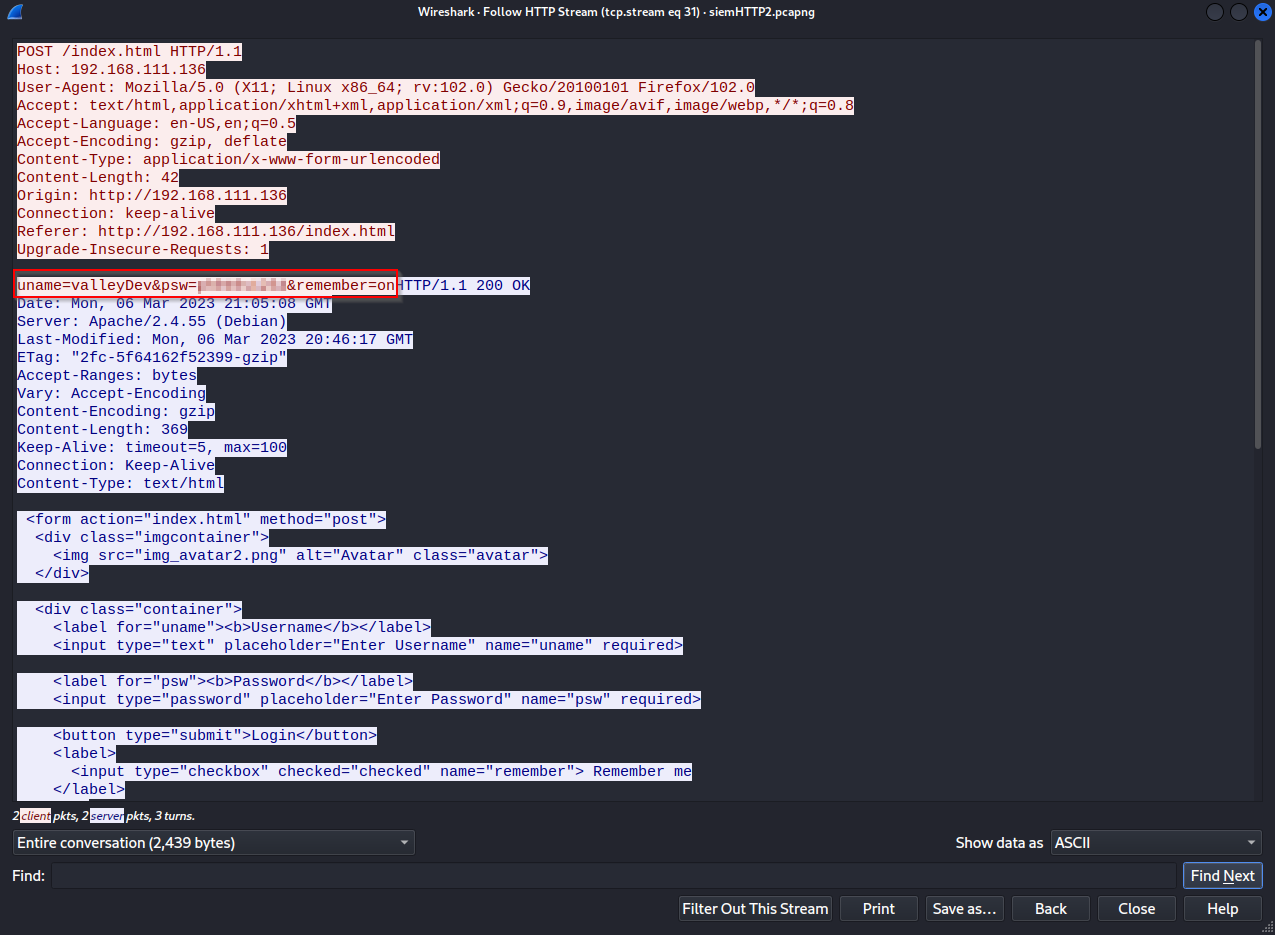 Wireshark · Follow HTTP Stream (tcp.stream eq 31) · siemHTTP2.pcapng
POST /index.html HTTP/1.1
Host: 192.168.111.136
User-Agent: Mozilla/5.0 (X11; Linux x86_64; rv:102.0) Gecko/20100101 Firefox/102.0
Accept: text/html,application/xhtml+xml,application/xml;q=0.9,image/avif,image/webp,*/*;q=0.8
Accept-Language: en-US,en;q=0.5
Accept-Encoding: gzip, deflate
Content-Type: application/x-www-form-urlencoded
Content-Length: 42
Origin: http://192.168.111.136
Connection: keep-alive
Referer: http://192.168.111.136/index.html
Upgrade-Insecure-Requests: 1
uname=valleyDev&psw= &remember=onHTTP/1.1 200 OK
Date: Mon, 06 Mar 2023 21:05:08 GMT
Server: Apache/2.4.55 (Debian)
Last-Modified: Mon, 06 Mar 2023 20:46:17 GMT
ETag: "2fc-5f64162f52399-gzip"
Accept-Ranges: bytes
Vary: Accept-Encoding
Content-Encoding: gzip
Content-Length: 369
Keep-Alive: timeout=5, max=100
Connection: Keep-Alive
Content-Type: text/html
<form action="index.html" method="post">
<div class="imgcontainer">
<img src="img_avatar2.png" alt="Avatar" class="avatar">
</div>
<div class="container">
<label for="uname"><b>Username</b></label>
<input type="text" placeholder="Enter Username" name="uname" required>
<label for="psw"><b>Password</b></label>
<input type="password" placeholder="Enter Password" name="psw" required>
<button type="submit">Login</button>
<label>
<input type="checkbox" checked="checked" name="remember"> Remember me
</label>
2 client pkts, 2 server pkts, 3 turns.
Entire conversation (2,439 bytes)
Show data as ASCII
Find:
Find Next
Filter Out This Stream
Print
Save as…
Back
Close
Help